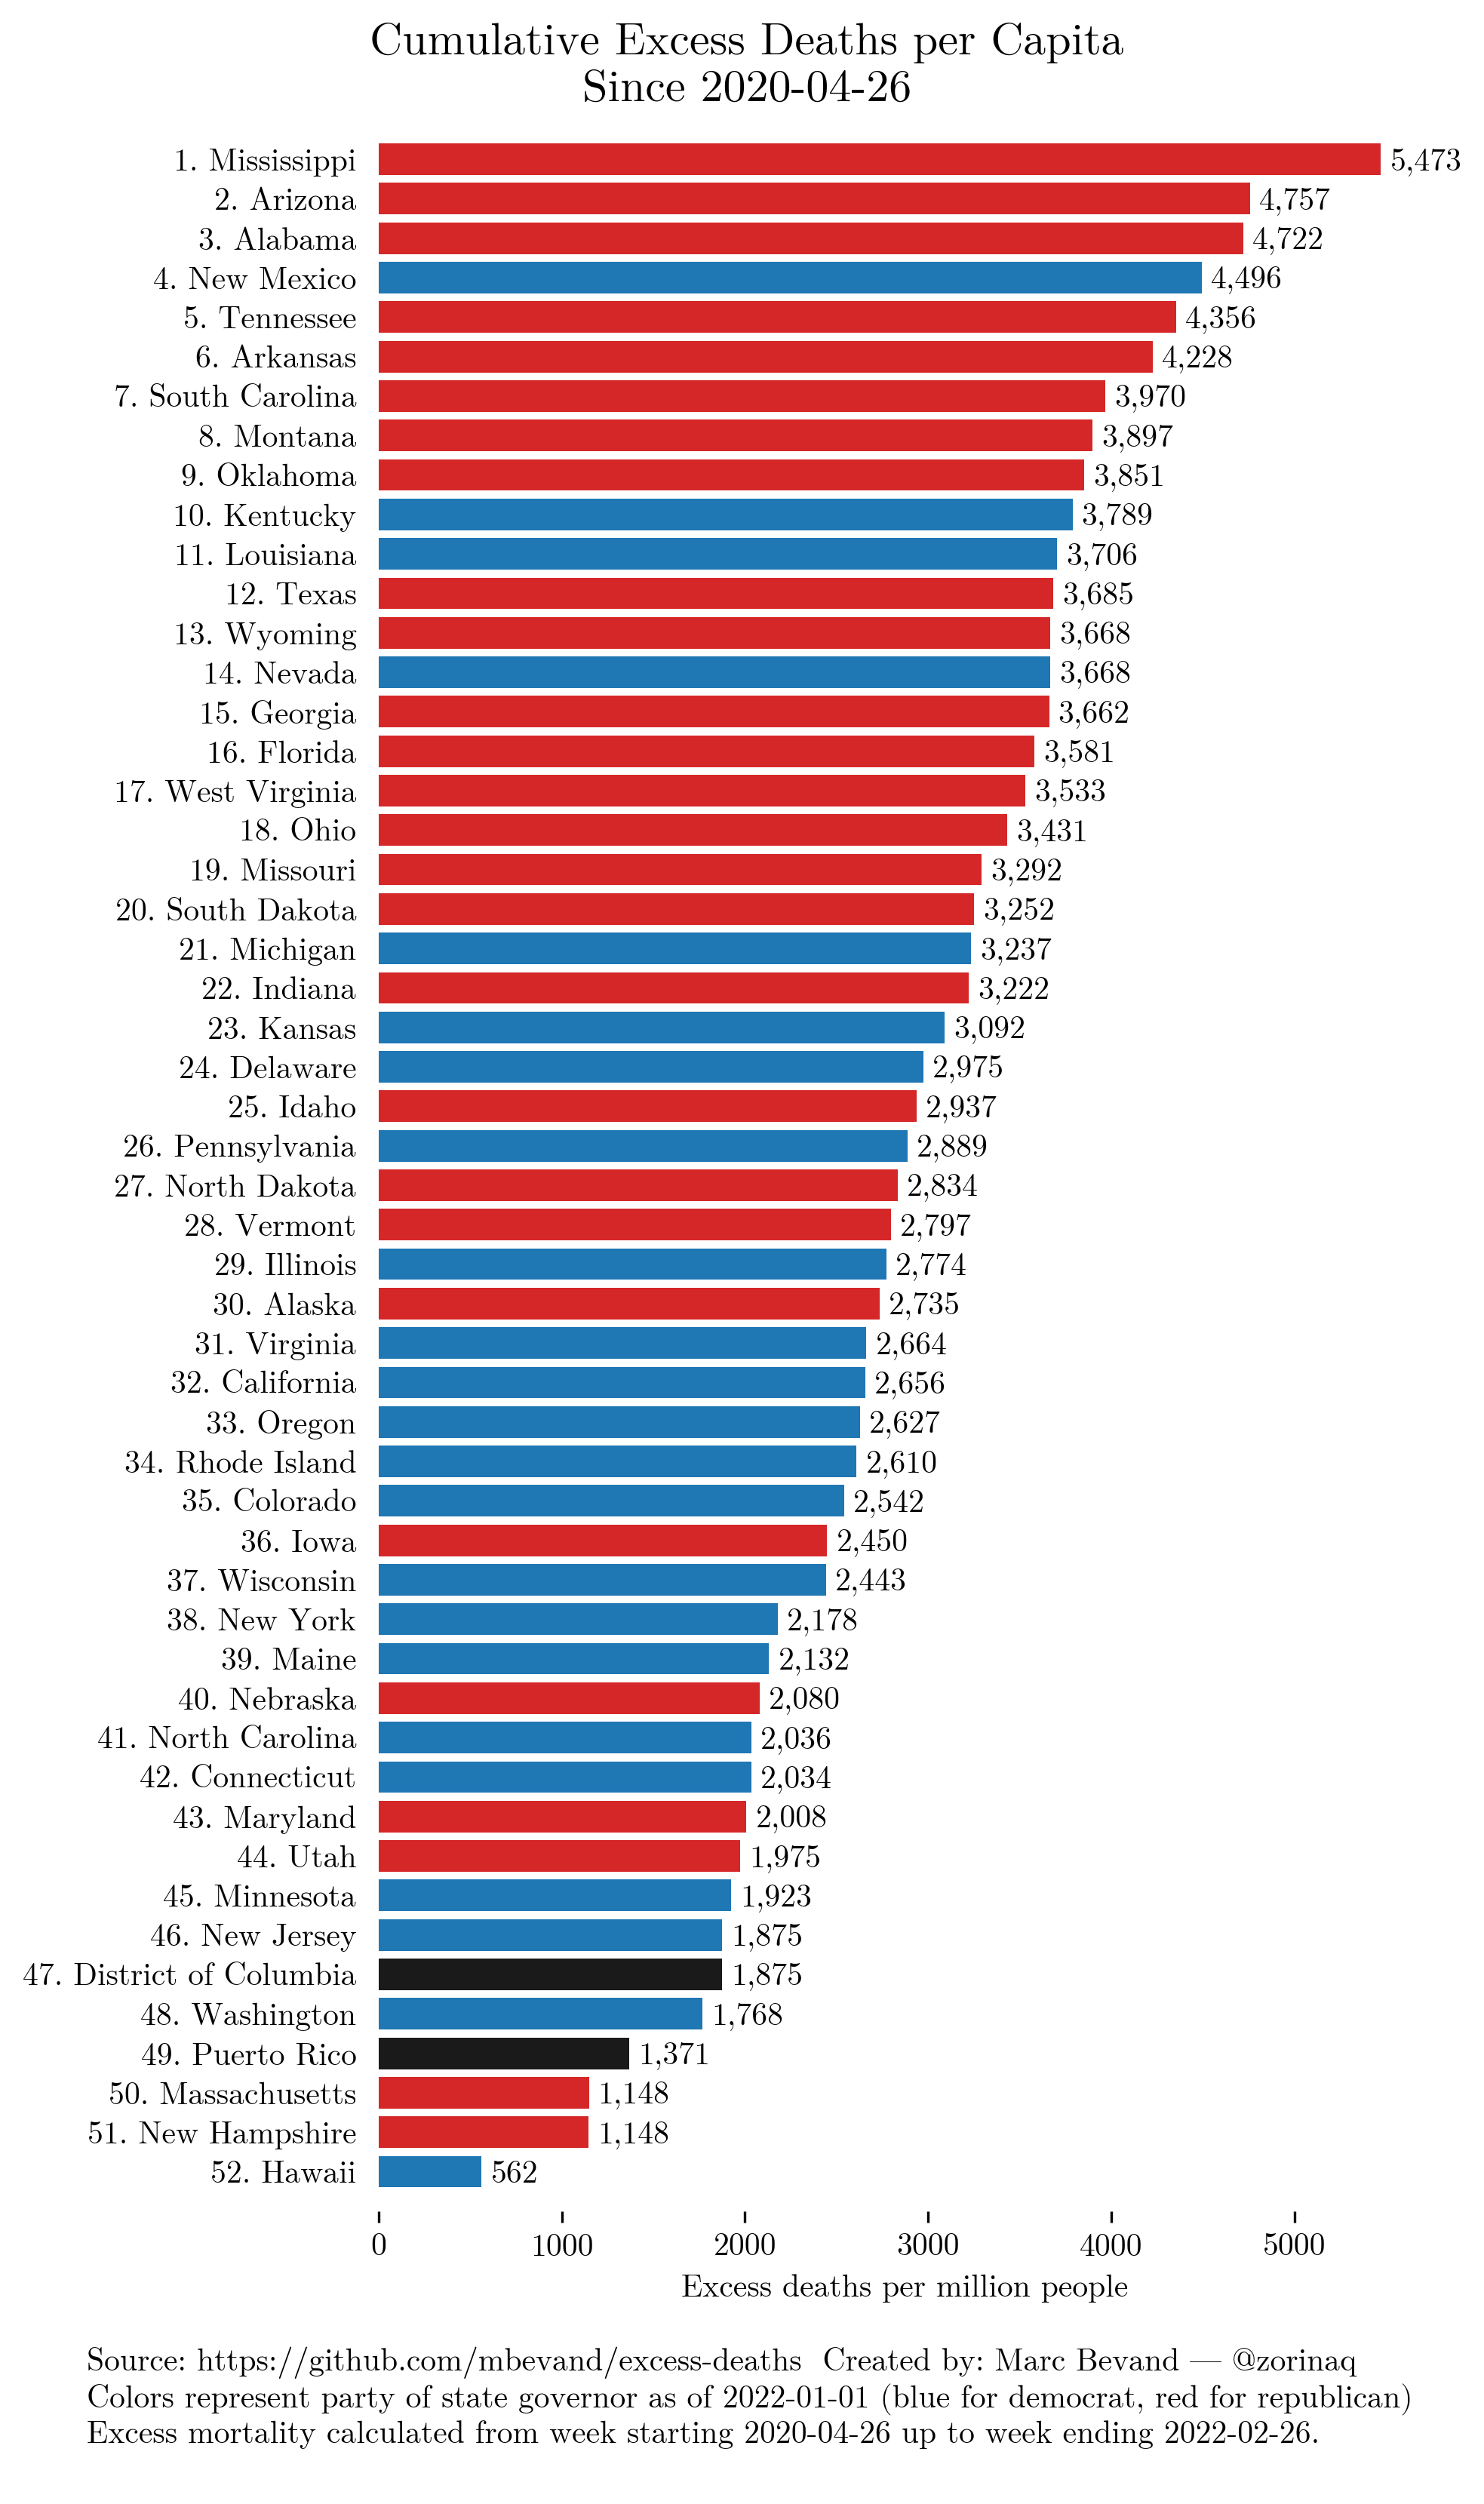 Cumulative Excess Deaths per Capita
Since 2020-04-26
1. Mississippi 5,473
2. Arizona 4,757
3. Alabama 4,722
4. New Mexico 4,496
5. Tennessee 4,356
6. Arkansas 4,228
7. South Carolina 3,970
8. Montana 3,897
9. Oklahoma 3,851
10. Kentucky 3,789
11. Louisiana 3,706
12. Texas 3,685
13. Wyoming 3,668
14. Nevada 3,668
15. Georgia 3,662
16. Florida 3,581
17. West Virginia 3,533
18. Ohio 3,431
19. Missouri 3,292
20. South Dakota 3,252
21. Michigan 3,237
22. Indiana 3,222
23. Kansas 3,092
24. Delaware 2,975
25. Idaho 2,937
26. Pennsylvania 2,889
27. North Dakota 2,834
28. Vermont 2,797
29. Illinois 2,774
30. Alaska 2,735
31. Virginia 2,664
32. California 2,656
33. Oregon 2,627
34. Rhode Island 2,610
35. Colorado 2,542
36. Iowa 2,450
37. Wisconsin 2,443
38. New York 2,178
39. Maine 2,132
40. Nebraska 2,080
41. North Carolina 2,036
42. Connecticut 2,034
43. Maryland 2,008
44. Utah 1,975
45. Minnesota 1,923
46. New Jersey 1,875
47. District of Columbia 1,875
48. Washington 1,768
49. Puerto Rico 1,371
50. Massachusetts 1,148
51. New Hampshire 1,148
52. Hawaii 562
0 1000 2000 3000 4000 5000
Excess deaths per million people
Source: https://github.com/mbevand/excess-deaths Created by: Marc Bevand — @zorinaq
Colors represent party of state governor as of 2022-01-01 (blue for democrat, red for republican)
Excess mortality calculated from week starting 2020-04-26 up to week ending 2022-02-26.